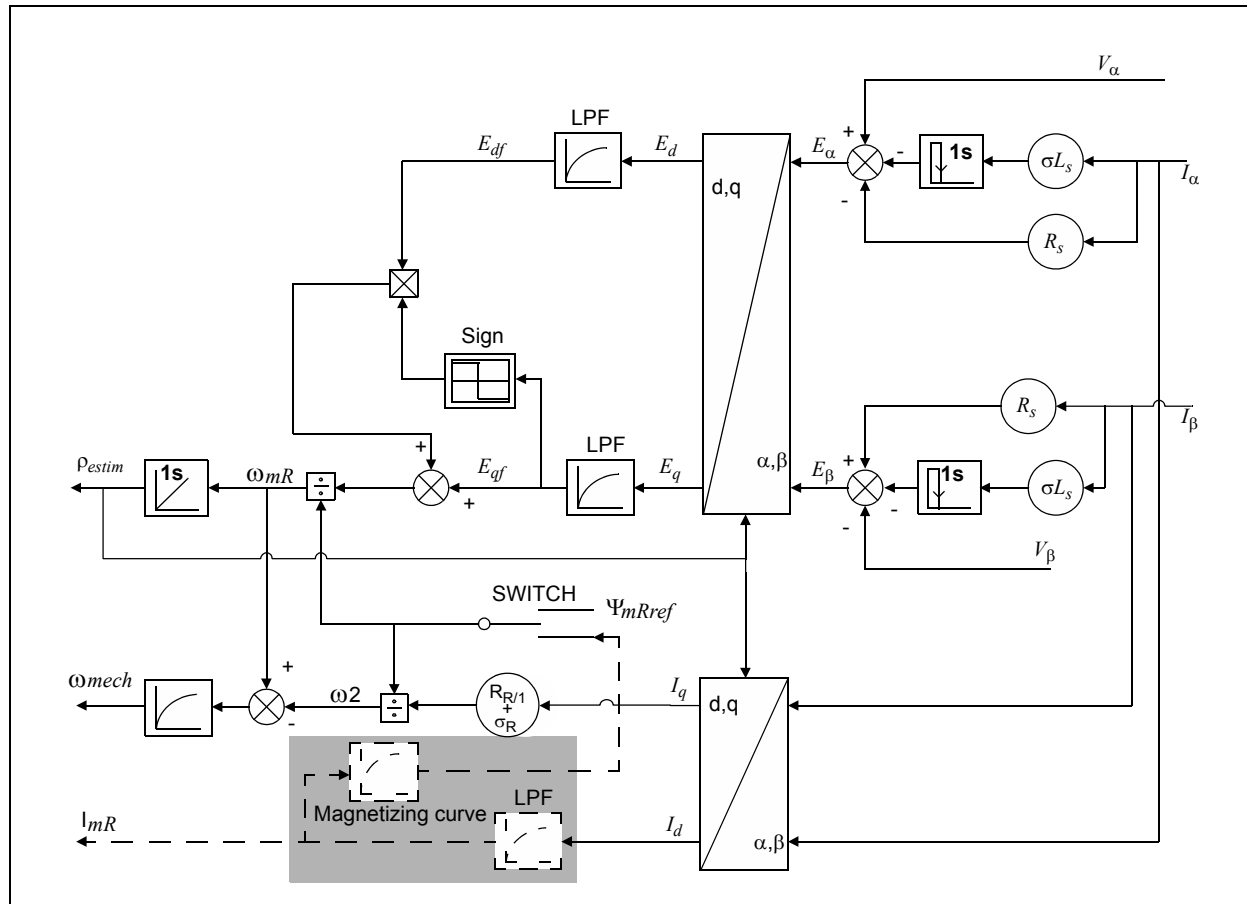 Vα
LPF
LPF
Edf
Ed
Eα
+
-
1s
σLs
Iα
d,q
-
Rs
Sign
Rs
Iβ
LPF
+
α,β
+
ρestim
1s
ωmR
÷
Eqf
+
Eq
Eβ
-
1s
σLs
-
Vβ
SWITCH
ΨmRref
+
ωmech
ω2
-
÷
RR/1
+
σR
Iq
d,q
Magnetizing curve
LPF
ImR
Id
α,β